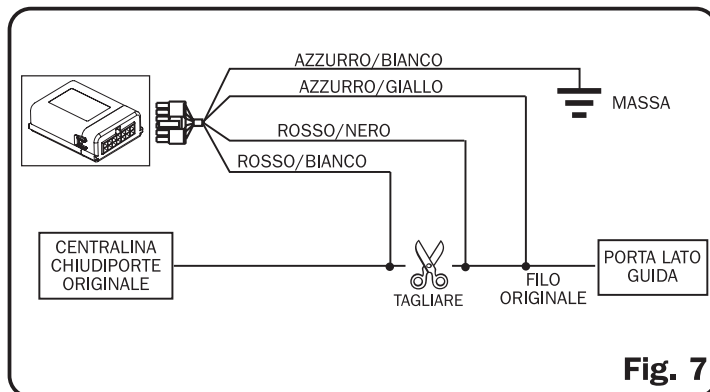 AZZURRO/BIANCO
AZZURRO/GIALLO
MASSA
ROSSO/NERO
ROSSO/BIANCO
CENTRALINA
CHIUDIPORTE
ORIGINALE
TAGLIARE
FILO
ORIGINALE
PORTA LATO
GUIDA
Fig. 7